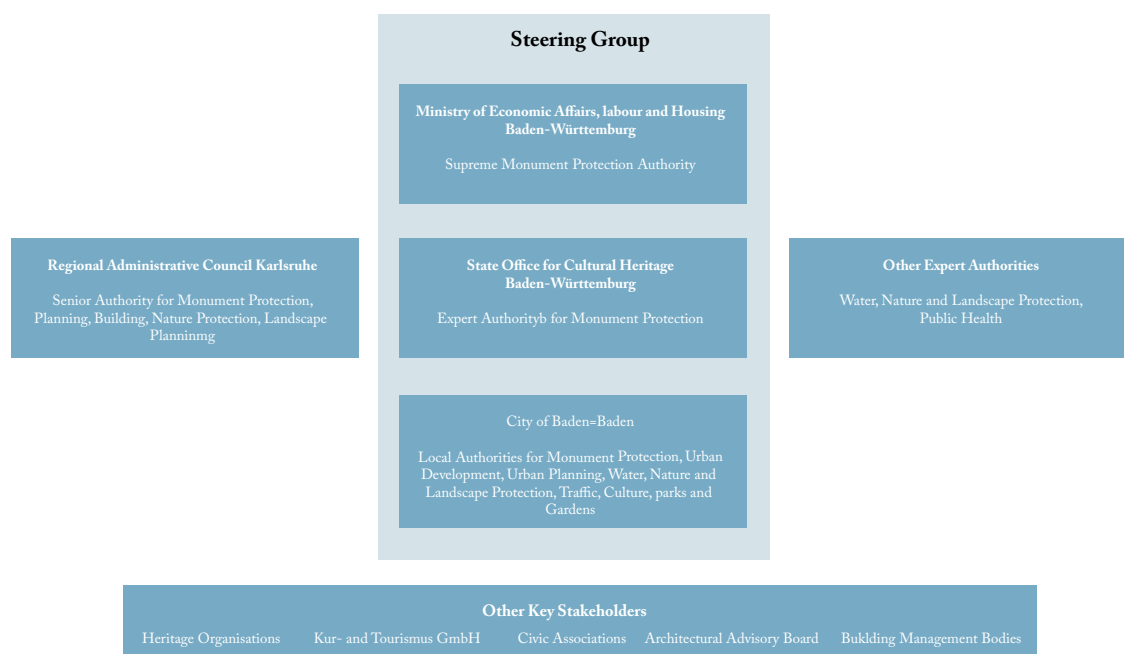 Steering Group
Ministry of Economic Affairs, labour and Housing
Baden-Württemburg
Supreme Monument Protection Authority
Regional Administrative Council Karlsruhe
Senior Authority for Monument Protection,
Planning, Building, Nature Protection, Landscape
Planninmg
State Office for Cultural Heritage
Baden-Württemburg
Expert Authorityb for Monument Protection
Other Expert Authorities
Water, Nature and Landscape Protection,
Public Health
City of Baden=Baden
Local Authorities for Monument Protection, Urban
Development, Urban Planning, Water, Nature and
Landscape Protection, Traffic, Culture, parks and
Gardens
Other Key Stakeholders
Heritage Organisations Kur- and Tourismus GmbH Civic Associations Architectural Advisory Board Buklding Management Bodies